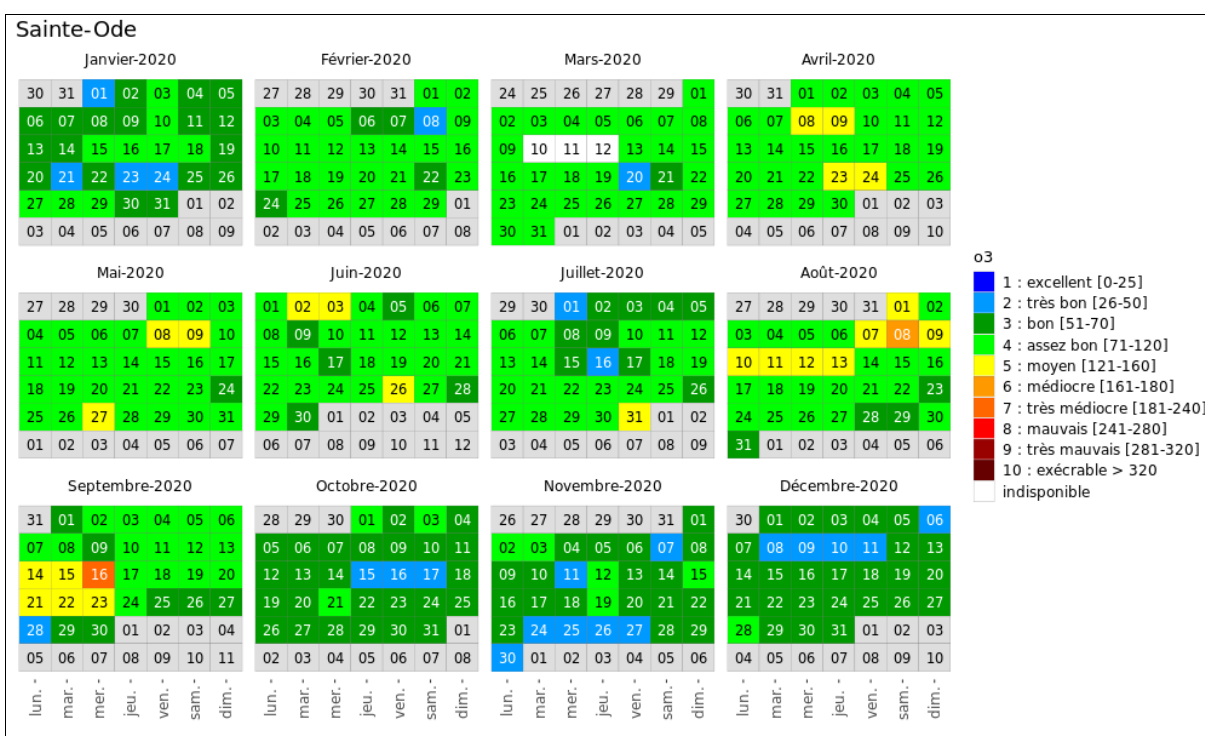 Sainte-Ode
Janvier-2020 Février-2020 Mars-2020 Avril-2020
30 31 01 02 03 04 05 27 28 29 30 31 01 02 24 25 26 27 28 29 01 30 31 01 02 03 04 05
06 07 08 09 10 11 12 03 04 05 06 07 08 09 02 03 04 05 06 07 08 06 07 08 09 10 11 12
13 14 15 16 17 18 19 10 11 12 13 14 15 16 09 10 11 12 13 14 15 13 14 15 16 17 18 19
20 21 22 23 24 25 26 17 18 19 20 21 22 23 16 17 18 19 20 21 22 20 21 22 23 24 25 26
27 28 29 30 31 01 02 24 25 26 27 28 29 01 23 24 25 26 27 28 29 27 28 29 30 01 02 03
03 04 05 06 07 08 09 02 03 04 05 06 07 08 30 31 01 02 03 04 05 04 05 06 07 08 09 10
Mai-2020 Juin-2020 Juillet-2020 Août-2020
27 28 29 30 01 02 03 01 02 03 04 05 06 07 29 30 01 02 03 04 05 27 28 29 30 31 01 02
04 05 06 07 08 09 10 08 09 10 11 12 13 14 06 07 08 09 10 11 12 03 04 05 06 07 08 09
11 12 13 14 15 16 17 15 16 17 18 19 20 21 13 14 15 16 17 18 19 10 11 12 13 14 15 16
18 19 20 21 22 23 24 22 23 24 25 26 27 28 20 21 22 23 24 25 26 17 18 19 20 21 22 23
25 26 27 28 29 30 31 29 30 01 02 03 04 05 27 28 29 30 31 01 02 24 25 26 27 28 29 30
01 02 03 04 05 06 07 06 07 08 09 10 11 12 03 04 05 06 07 08 09 31 01 02 03 04 05 06
Septembre-2020 Octobre-2020 Novembre-2020 Décembre-2020
31 01 02 03 04 05 06 28 29 30 01 02 03 04 26 27 28 29 30 31 01 30 01 02 03 04 05 06
07 08 09 10 11 12 13 05 06 07 08 09 10 11 02 03 04 05 06 07 08 07 08 09 10 11 12 13
14 15 16 17 18 19 20 12 13 14 15 16 17 18 09 10 11 12 13 14 15 14 15 16 17 18 19 20
21 22 23 24 25 26 27 19 20 21 22 23 24 25 16 17 18 19 20 21 22 21 22 23 24 25 26 27
28 29 30 01 02 03 04 26 27 28 29 30 31 01 23 24 25 26 27 28 29 28 29 30 31 01 02 03
05 06 07 08 09 10 11 02 03 04 05 06 07 08 30 01 02 03 04 05 06 04 05 06 07 08 09 10
lun. - mar. - mer. - jeu. - ven. - sam. - dim. - lun. - mar. - mer. - jeu. - ven. - sam. - dim. - lun. - mar. - mer. - jeu. - ven. - sam. - dim. - lun. - mar. - mer. - jeu. - ven. - sam. - dim. -
o3
1 : excellent [0-25]
2 : très bon [26-50]
3 : bon [51-70]
4 : assez bon [71-120]
5 : moyen [121-160]
6 : médiocre [161-180]
7 : très médiocre [181-240]
8 : mauvais [241-280]
9 : très mauvais [281-320]
10 : exécrable > 320
indisponible